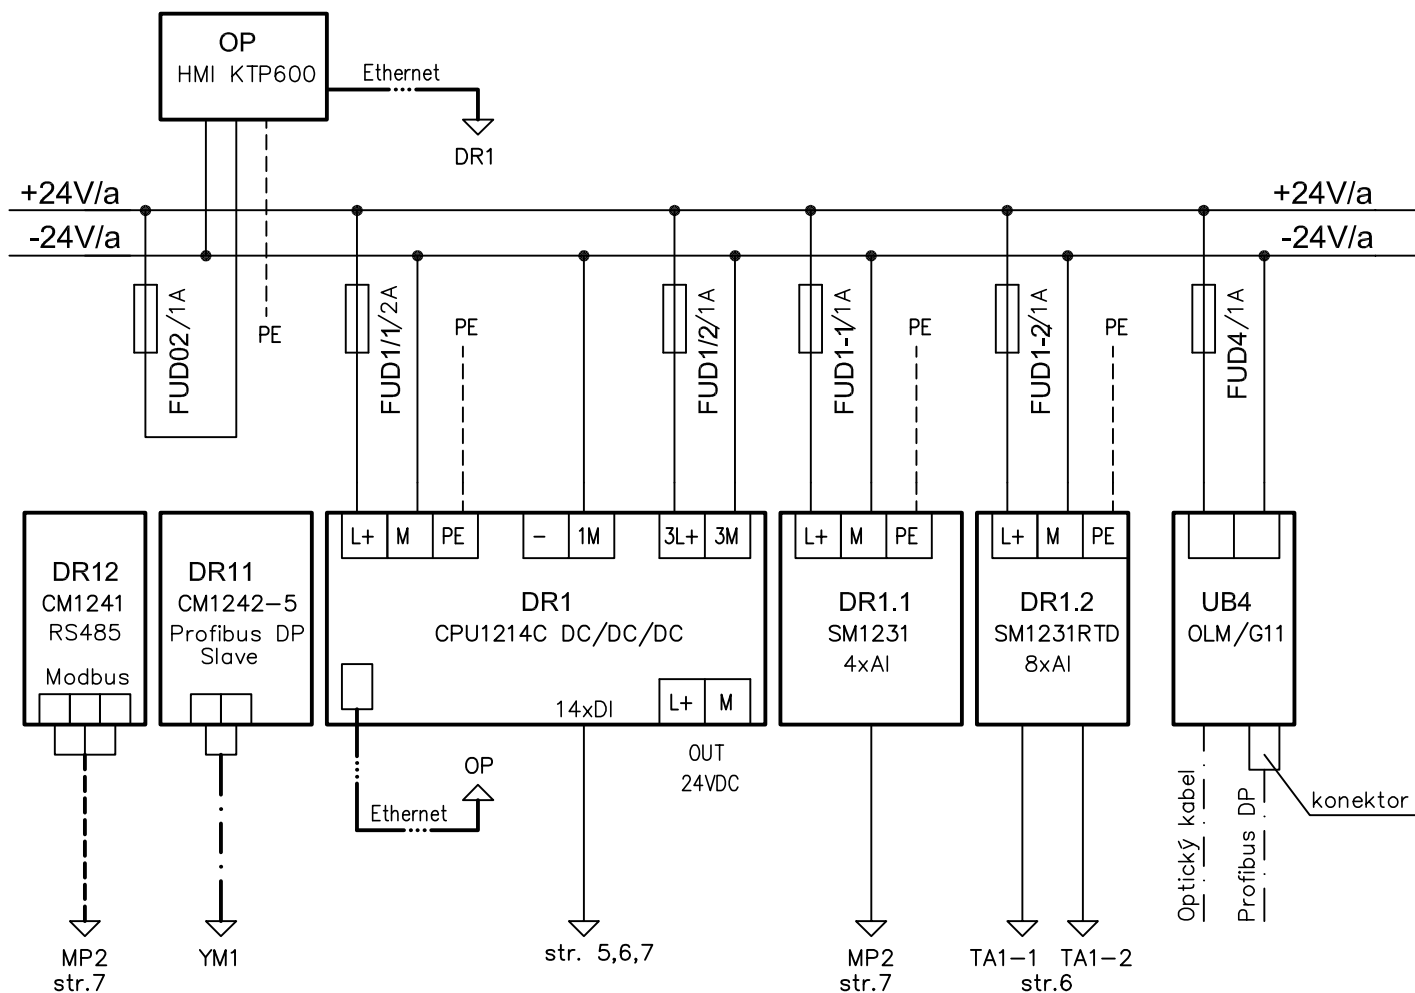 OP
HMI KTP600
Ethernet
DR1
+24V/a
+24V/a
-24V/a
-24V/a
FUD02/1A
PE
FUD1/1/2A
PE
FUD1/2/1A
FUD1-1/1A
PE
FUD1-2/1A
PE
FUD4/1A
DR12
CM1241
RS485
Modbus
MP2
str.7
DR11
CM1242-5
Profibus DP
Slave
YM1
L+ M PE - 1M 3L+ 3M
DR1
CPU1214C DC/DC/DC
14xDI
L+ M
OUT
24VDC
OP
Ethernet
str. 5,6,7
L+ M PE
DR1.1
SM1231
4xAI
MP2
str.7
L+ M PE
DR1.2
SM1231RTD
8xAI
TA1-1 TA1-2
str.6
UB4
OLM/G11
Optický kabel
Profibus DP
konektor